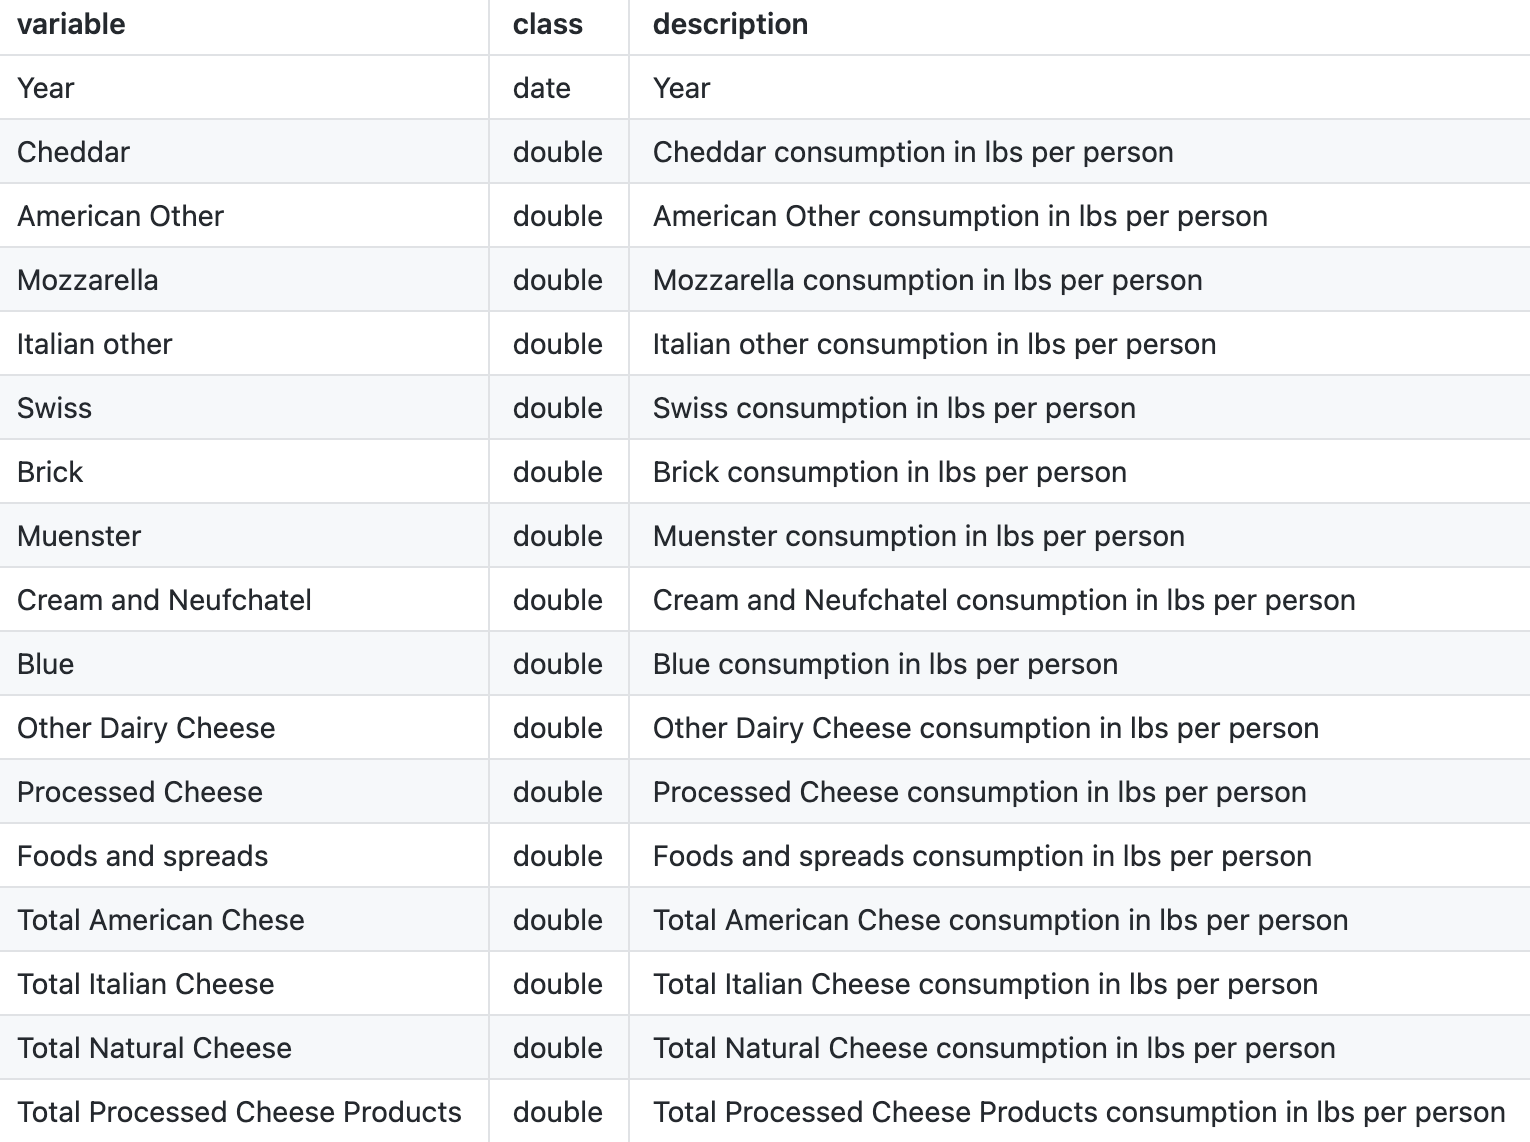 variable class description
Year date Year
Cheddar double Cheddar consumption in lbs per person
American Other double American Other consumption in lbs per person
Mozzarella double Mozzarella consumption in lbs per person
Italian other double Italian other consumption in lbs per person
Swiss double Swiss consumption in lbs per person
Brick double Brick consumption in lbs per person
Muenster double Muenster consumption in lbs per person
Cream and Neufchatel double Cream and Neufchatel consumption in lbs per person
Blue double Blue consumption in lbs per person
Other Dairy Cheese double Other Dairy Cheese consumption in lbs per person
Processed Cheese double Processed Cheese consumption in lbs per person
Foods and spreads double Foods and spreads consumption in lbs per person
Total American Chese double Total American Chese consumption in lbs per person
Total Italian Cheese double Total Italian Cheese consumption in lbs per person
Total Natural Cheese double Total Natural Cheese consumption in lbs per person
Total Processed Cheese Products double Total Processed Cheese Products consumption in lbs per person